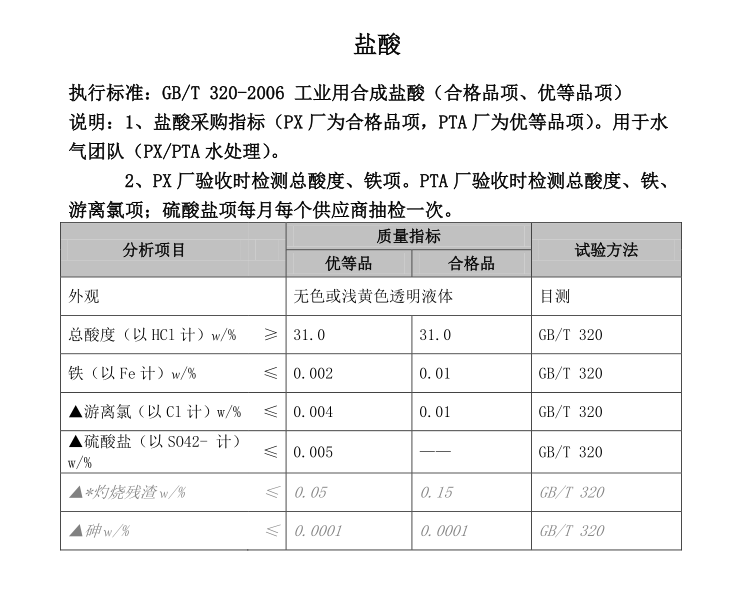 盐酸
执行标准：GB/T 320-2006 工业用合成盐酸（合格品项、优等品项）
说明：1、盐酸采购指标（PX 厂为合格品项，PTA 厂为优等品项）。用于水
气团队（PX/PTA 水处理）。
2、PX 厂验收时检测总酸度、铁项。PTA 厂验收时检测总酸度、铁、
游离氯项；硫酸盐项每月每个供应商抽检一次。
分析项目 质量指标 试验方法
优等品 合格品
外观 无色或浅黄色透明液体 目测
总酸度（以 HCl 计）w/% ≥ 31.0 31.0 GB/T 320
铁（以 Fe 计）w/% ≤ 0.002 0.01 GB/T 320
▲游离氯（以 Cl 计）w/% ≤ 0.004 0.01 GB/T 320
▲硫酸盐（以 SO42- 计）
w/% ≤ 0.005 —— GB/T 320
▲*灼烧残渣 w/% ≤ 0.05 0.15 GB/T 320
▲砷 w/% ≤ 0.0001 0.0001 GB/T 320